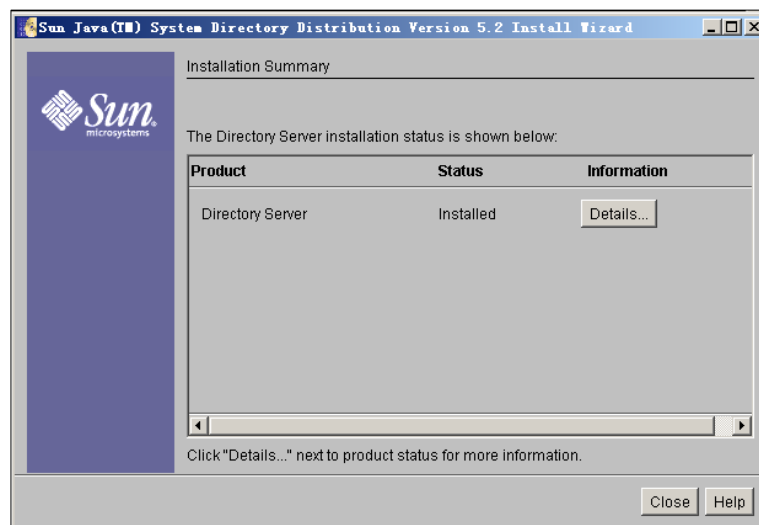 Sun Java(TM) System Directory Distribution Version 5.2 Install Wizard
Installation Summary
Sun
microsystems
The Directory Server installation status is shown below:
Product Status Information
Directory Server Installed Details...
Click "Details..." next to product status for more information.
Close Help